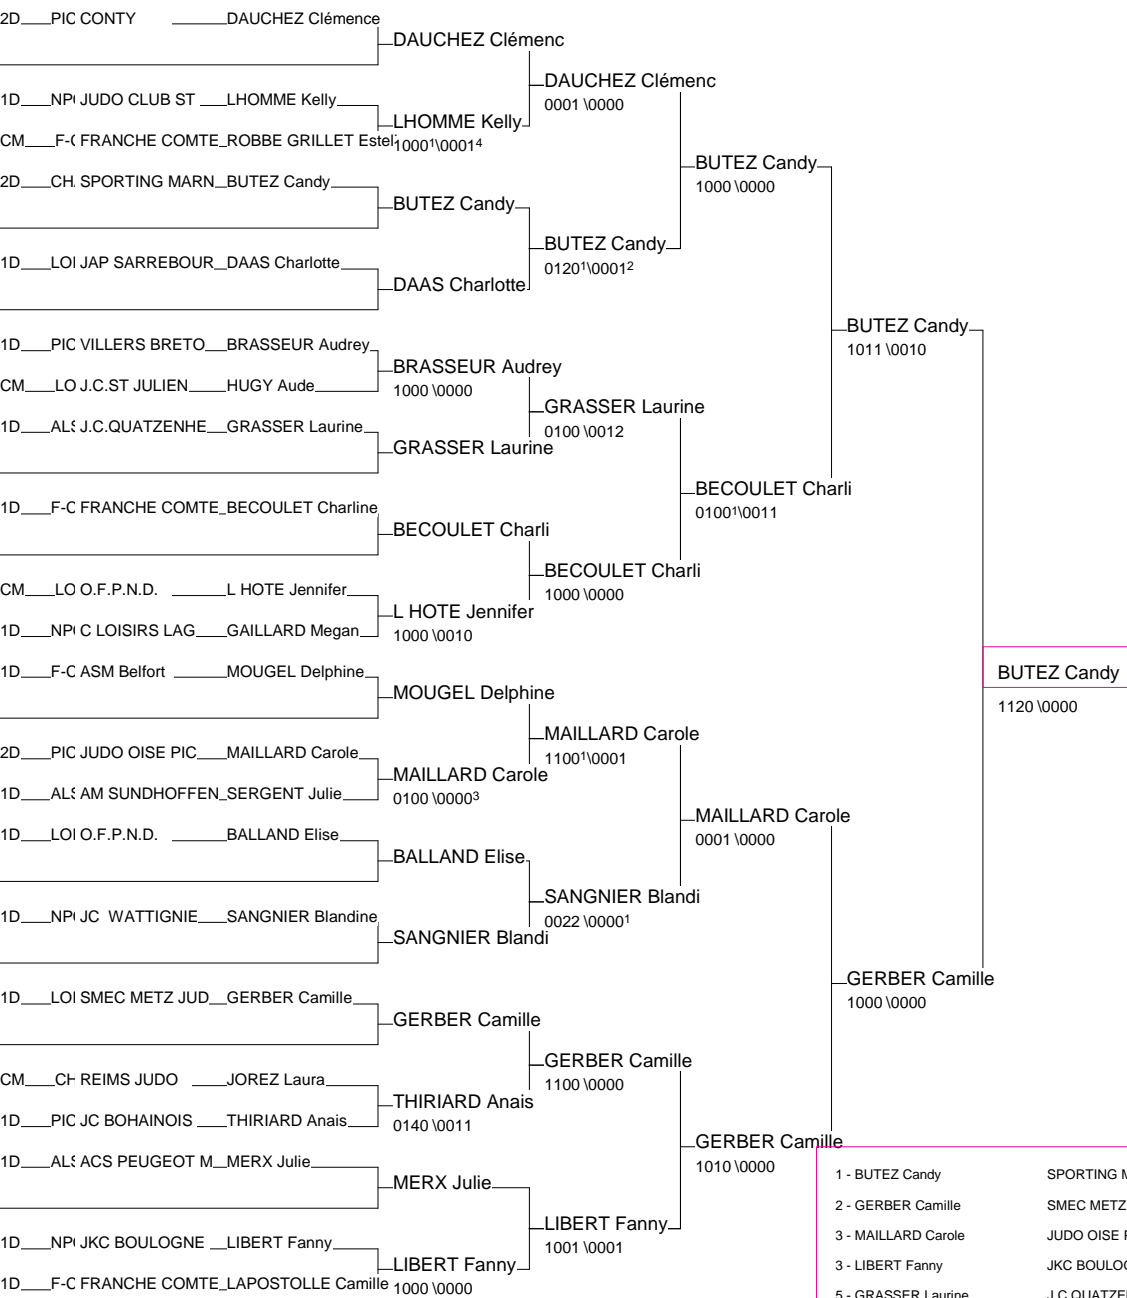 2D PIC CONTY DAUCHEZ Clémence
DAUCHEZ Clémenc
DAUCHEZ Clémenc
0001 \0000
1D NP JUDO CLUB ST LHOMME Kelly
LHOMME Kelly
1000¹\0001⁴
CM F-C FRANCHE COMTE ROBBE GRILLET Estel
BUTEZ Candy
1000 \0000
2D CH SPORTING MARN BUTEZ Candy
BUTEZ Candy
BUTEZ Candy
0120¹\0001²
1D LOI JAP SARREBOUR DAAS Charlotte
DAAS Charlotte
BUTEZ Candy
1011 \0010
1D PIC VILLERS BRETO BRASSEUR Audrey
BRASSEUR Audrey
1000 \0000
CM LO J.C.ST JULIEN HUGY Aude
GRASSER Laurine
0100 \0012
1D ALS J.C.QUATZENHE GRASSER Laurine
GRASSER Laurine
BECOULET Charli
0100¹\0011
1D F-C FRANCHE COMTE BECOULET Charline
BECOULET Charli
BECOULET Charli
1000 \0000
CM LO O.F.P.N.D. L HOTE Jennifer
L HOTE Jennifer
1000 \0010
1D NP C LOISIRS LAG GAILLARD Megan
BUTEZ Candy
1120 \0000
1D F-C ASM Belfort MOUGEL Delphine
MOUGEL Delphine
MAILLARD Carole
1100¹\0001
2D PIC JUDO OISE PIC MAILLARD Carole
MAILLARD Carole
0100 \0000³
1D ALS AM SUNDHOFFEN SERGENT Julie
MAILLARD Carole
0001 \0000
1D LOI O.F.P.N.D. BALLAND Elise
BALLAND Elise
SANGNIER Blandi
0022 \0000¹
1D NP JC WATTIGNIE SANGNIER Blandine
SANGNIER Blandi
GERBER Camille
1000 \0000
1D LOI SMEC METZ JUD GERBER Camille
GERBER Camille
GERBER Camille
1100 \0000
CM CH REIMS JUDO JOREZ Laura
THIRIARD Anais
0140 \0011
1D PIC JC BOHAINOIS THIRIARD Anais
GERBER Camille
1010 \0000
1D ALS ACS PEUGEOT M MERX Julie
MERX Julie
LIBERT Fanny
1001 \0001
1D NP JKC BOULOGNE LIBERT Fanny
LIBERT Fanny
1000 \0000
1D F-C FRANCHE COMTE LAPOSTOLLE Camille
1 - BUTEZ Candy SPORTING
2 - GERBER Camille SMEC METZ
3 - MAILLARD Carole JUDO OISE
3 - LIBERT Fanny JKC
5 - GRASSER Laurine